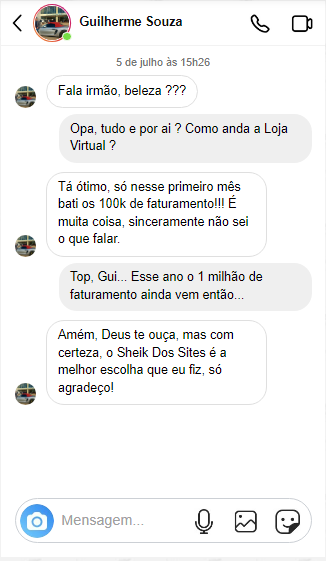 Guilherme Souza
5 de julho às 15h26
Fala irmão, beleza ???
Opa, tudo e por ai ? Como anda a Loja
Virtual ?
Tá ótimo, só nesse primeiro mês
bati os 100k de faturamento!!! É
muita coisa, sinceramente não sei
o que falar.
Top, Gui... Esse ano o 1 milhão de
faturamento ainda vem então...
Amém, Deus te ouça, mas com
certeza, o Sheik Dos Sites é a
melhor escolha que eu fiz, só
agradeço!
Mensagem...